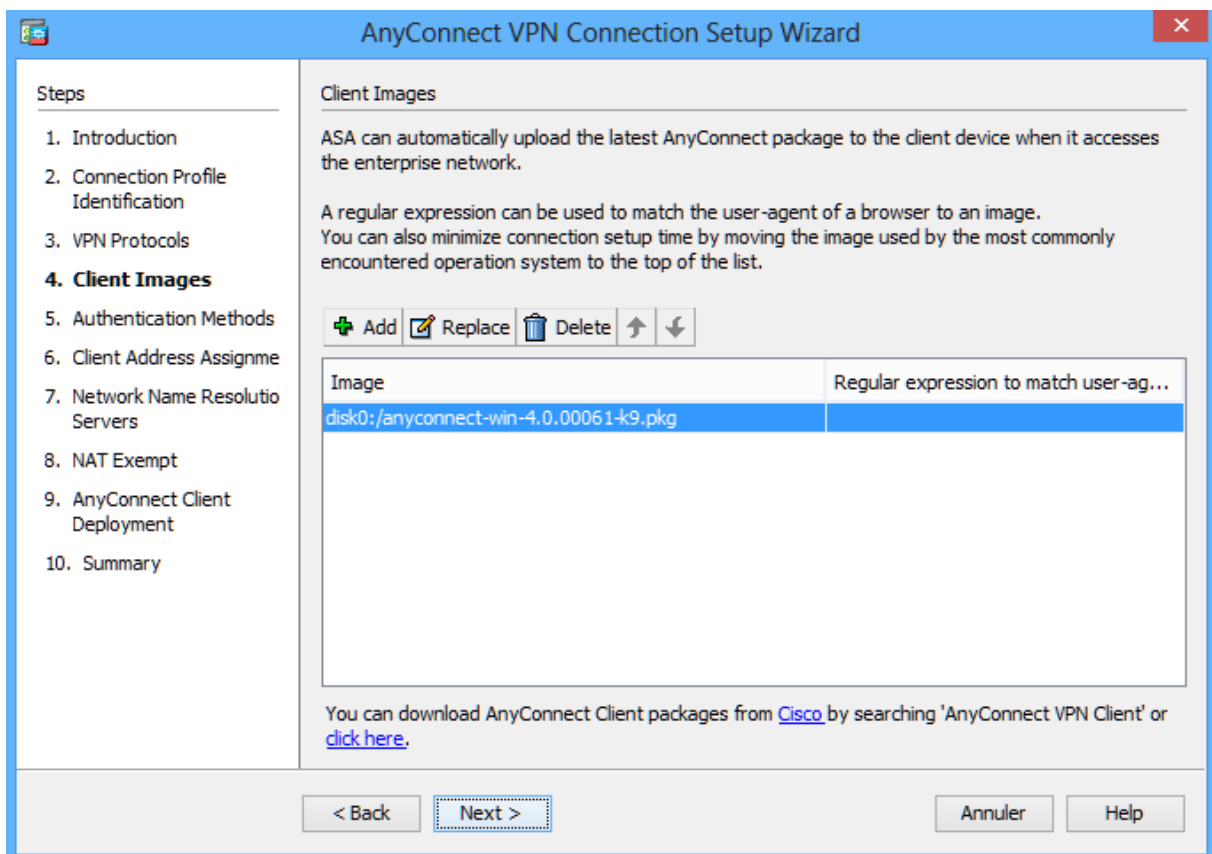 AnyConnect VPN Connection Setup Wizard
Steps
1. Introduction
2. Connection Profile
Identification
3. VPN Protocols
4. Client Images
5. Authentication Methods
6. Client Address Assignme
7. Network Name Resolutio
Servers
8. NAT Exempt
9. AnyConnect Client
Deployment
10. Summary
Client Images
ASA can automatically upload the latest AnyConnect package to the client device when it accesses
the enterprise network.
A regular expression can be used to match the user-agent of a browser to an image.
You can also minimize connection setup time by moving the image used by the most commonly
encountered operation system to the top of the list.
Add Replace Delete
Image Regular expression to match user-ag...
disk0:/anyconnect-win-4.0.00061-k9.pkg
You can download AnyConnect Client packages from Cisco by searching 'AnyConnect VPN Client' or
click here.
< Back Next > Annuler Help